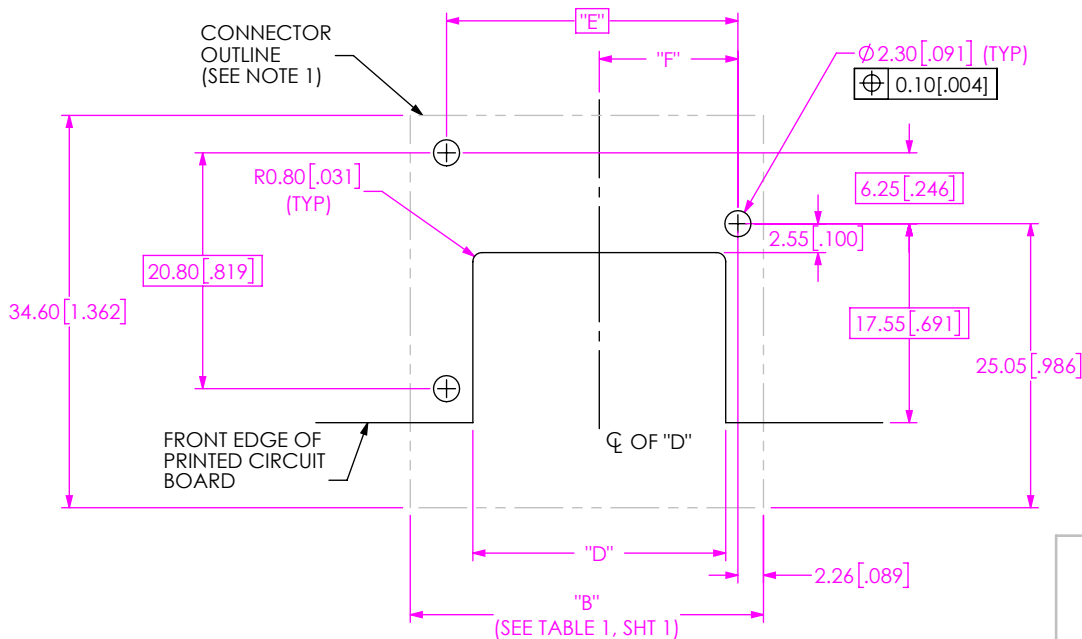 "E"
CONNECTOR
OUTLINE
(SEE NOTE 1)
"F"
Ø2.30[.091] (TYP)
⌖ 0.10[.004]
R0.80[.031]
(TYP)
6.25[.246]
2.55[.100]
20.80[.819]
34.60[1.362]
17.55[.691]
25.05[.986]
FRONT EDGE OF
PRINTED CIRCUIT
BOARD
℄ OF "D"
"D"
2.26[.089]
"B"
(SEE TABLE 1, SHT 1)